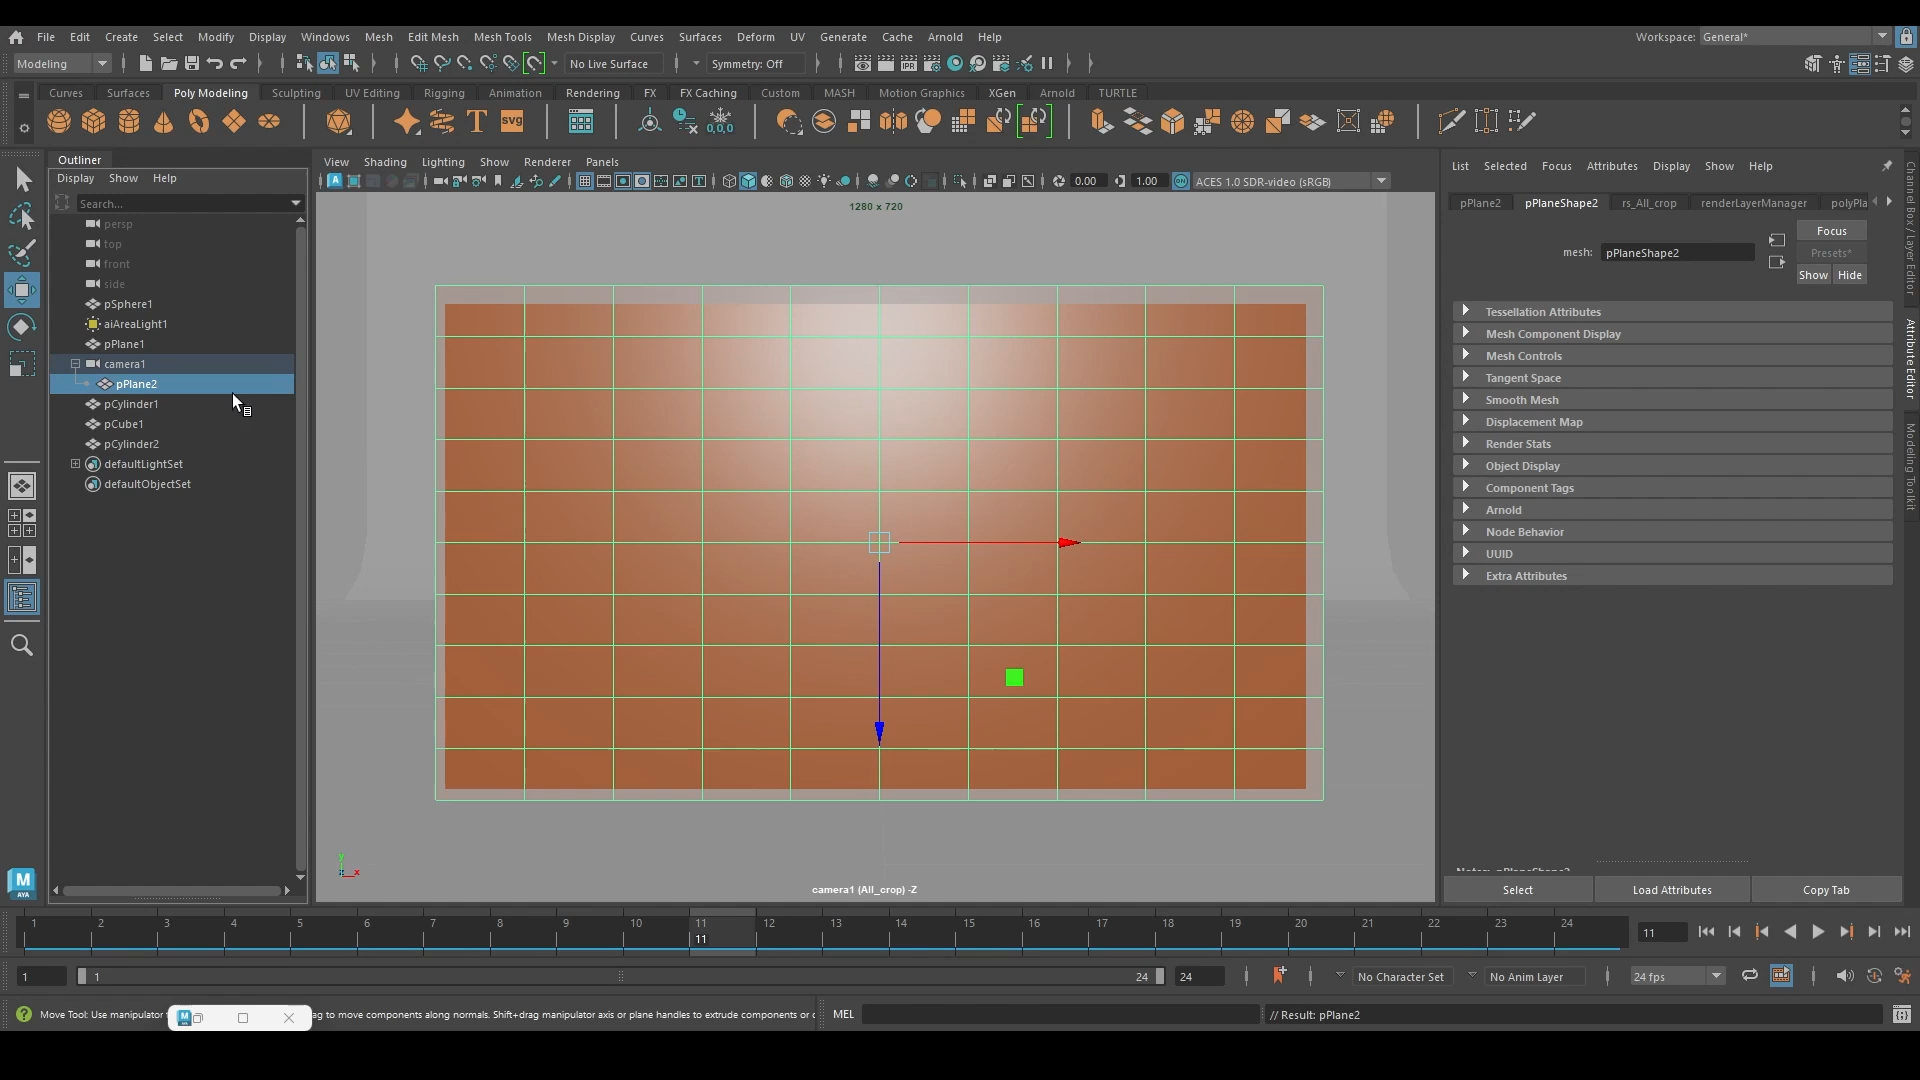 File Edit Create Select Modify Display Windows Mesh Edit Mesh Mesh Tools Mesh Display Curves Surfaces Deform UV Generate Cache Arnold Help Workspace: General*
Modeling No Live Surface Symmetry: Off
Curves Surfaces Poly Modeling Sculpting UV Editing Rigging Animation Rendering FX FX Caching Custom MASH Motion Graphics XGen Arnold TURTLE
Outliner
Display Show Help
Search...
persp
top
front
side
pSphere1
aiAreaLight1
pPlane1
camera1
pPlane2
pCylinder1
pCube1
pCylinder2
defaultLightSet
defaultObjectSet
View Shading Lighting Show Renderer Panels
0.00 1.00 ACES 1.0 SDR-video (sRGB)
1280 x 720
camera1 (All_crop) -Z
List Selected Focus Attributes Display Show Help
pPlane2 pPlaneShape2 rs_All_crop renderLayerManager polyPla
mesh: pPlaneShape2
Focus
Presets*
Show Hide
Tessellation Attributes
Mesh Component Display
Mesh Controls
Tangent Space
Smooth Mesh
Displacement Map
Render Stats
Object Display
Component Tags
Arnold
Node Behavior
UUID
Extra Attributes
Select Load Attributes Copy Tab
Channel Box / Layer Editor
Attribute Editor
Modeling Toolkit
1 2 3 4 5 6 7 8 9 10 11 12 13 14 15 16 17 18 19 20 21 22 23 24
11
11
1 1 24 24 No Character Set No Anim Layer 24 fps
Move Tool: Use manipulator ag to move components along normals. Shift+drag manipulator axis or plane handles to extrude components or
MEL // Result: pPlane2